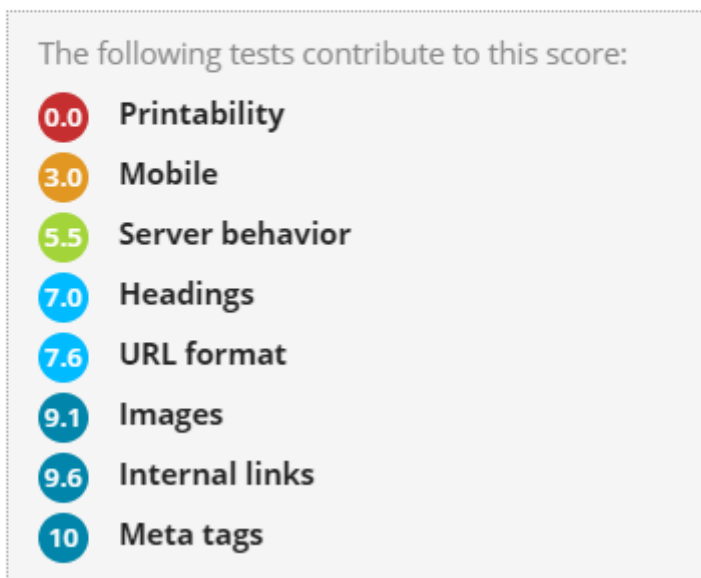 The following tests contribute to this score:
0.0 Printability
3.0 Mobile
5.5 Server behavior
7.0 Headings
7.6 URL format
9.1 Images
9.6 Internal links
10 Meta tags